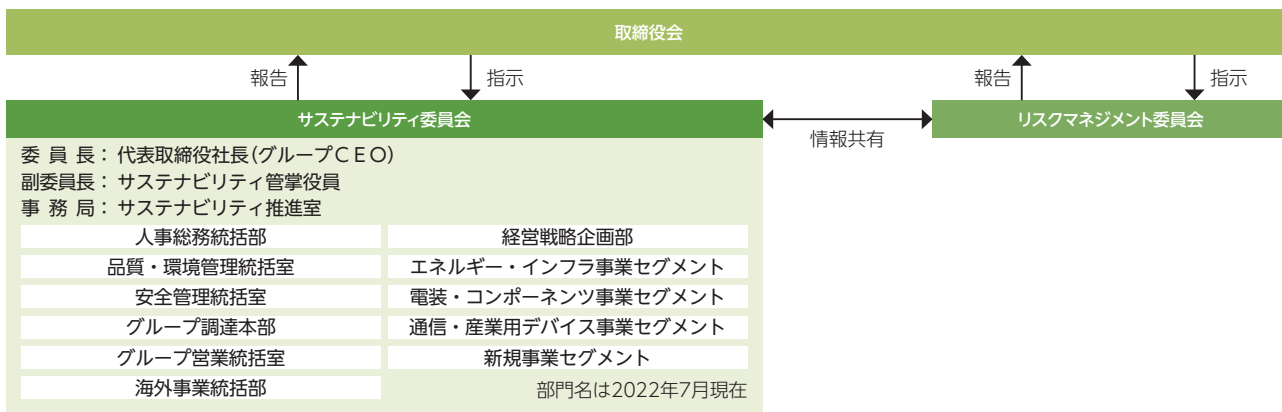 取締役会
報告
指示
報告
指示
サステナビリティ委員会
情報共有
リスクマネジメント委員会
委 員 長： 代表取締役社長(グループCEO)
副委員長： サステナビリティ管掌役員
事 務 局： サステナビリティ推進室
人事総務統括部
経営戦略企画部
品質・環境管理統括室
エネルギー・インフラ事業セグメント
安全管理統括室
電装・コンポーネンツ事業セグメント
グループ調達本部
通信・産業用デバイス事業セグメント
グループ営業統括室
新規事業セグメント
海外事業統括部
部門名は2022年7月現在